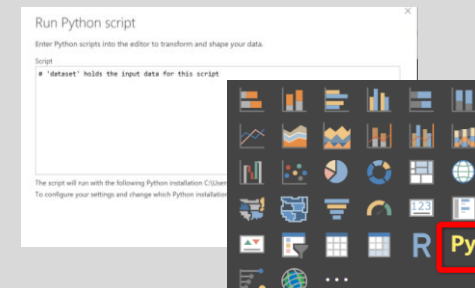 Run Python script
Enter Python scripts into the editor to transform and shape your data.
Script
# 'dataset' holds the input data for this script
The script will run with the following Python installation C:\User
To configure your settings and change which Python installation
123
R
Py